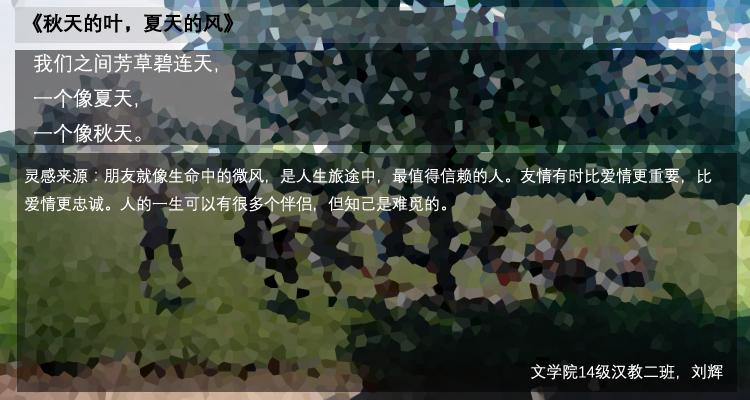 《秋天的叶，夏天的风》
我们之间芳草碧连天，
一个像夏天，
一个像秋天。
灵感来源：朋友就像生命中的微风，是人生旅途中，最值得信赖的人。友情有时比爱情更重要，比
爱情更忠诚。人的一生可以有很多个伴侣，但知己是难觅的。
文学院14级汉教二班，刘辉